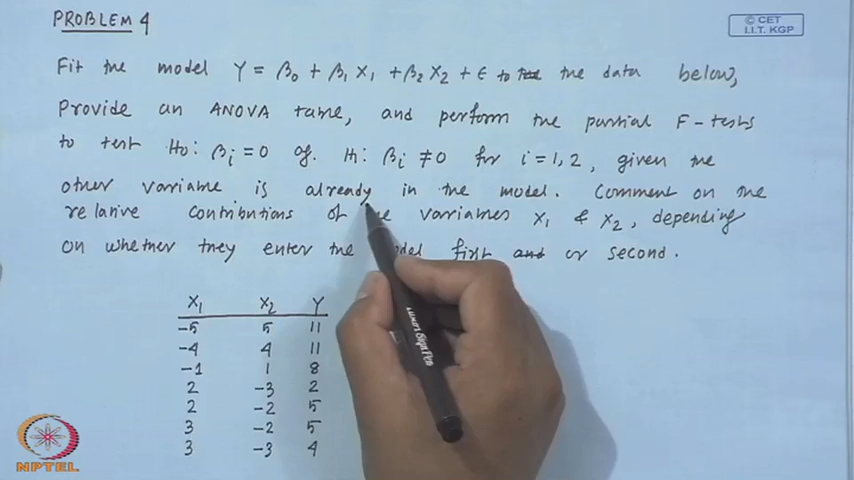 PROBLEM 4
© CET
I.I.T. KGP
Fit the model Y = β₀ + β₁ X₁ + β₂ X₂ + ϵ to the data below,
Provide an ANOVA table, and perform the partial F-tests
to test H₀: βᵢ = 0 ag. H₁: βᵢ ≠ 0 for i = 1, 2, given the
other variable is already in the model. Comment on the
relative contributions of variables X₁ & X₂, depending
on whether they enter the first or second.
X₁ X₂ Y
-5 5 11
-4 4 11
-1 1 8
2 -3 2
2 -2 5
3 -2 5
3 -3 4
NPTEL